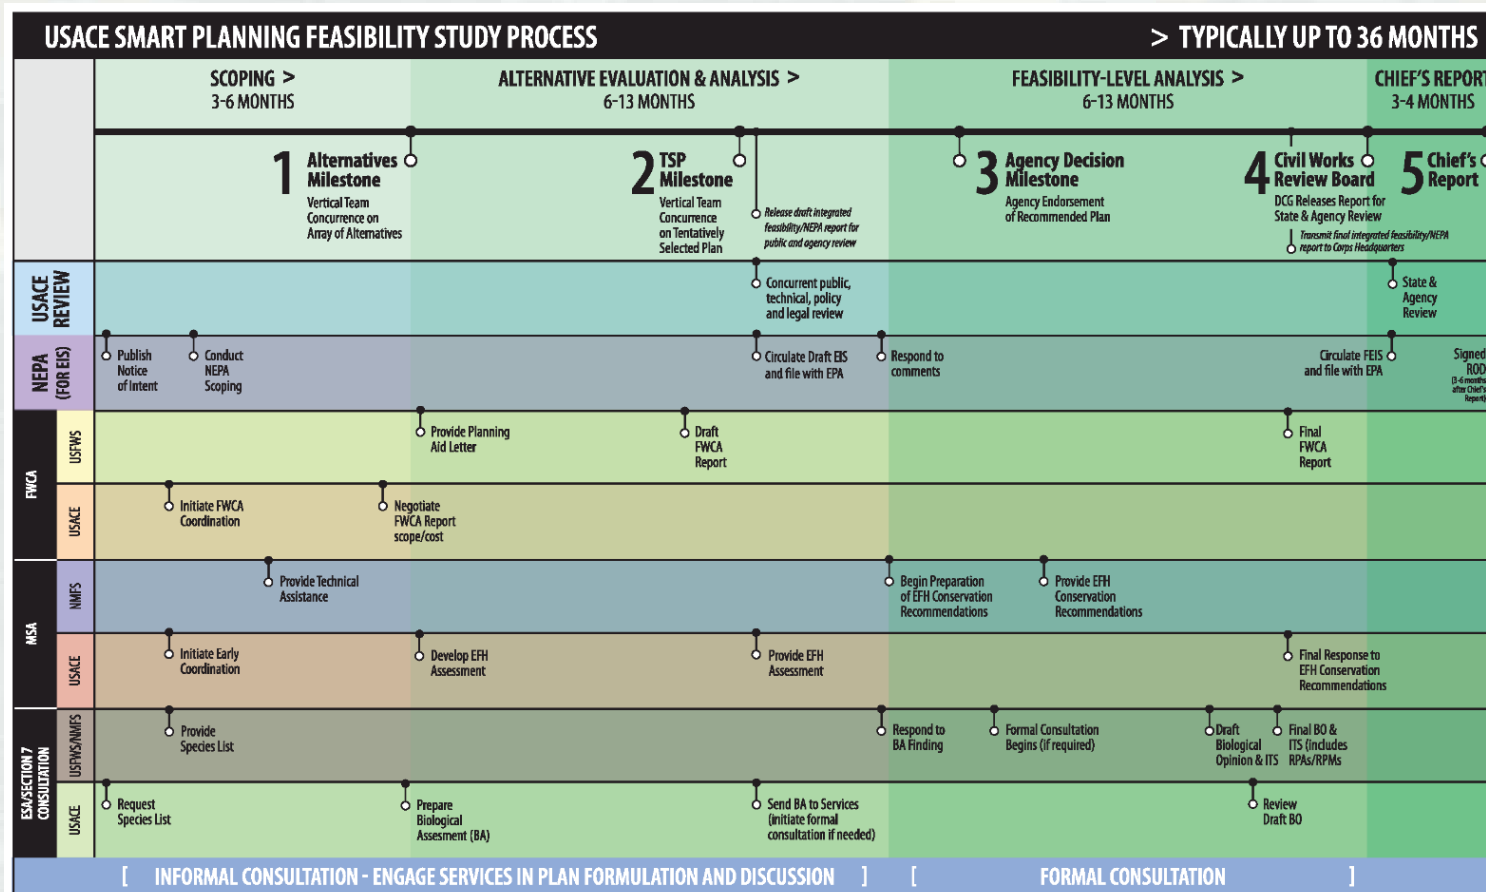 USACE SMART PLANNING FEASIBILITY STUDY PROCESS
> TYPICALLY UP TO 36 MONTHS
SCOPING >
3-6 MONTHS
ALTERNATIVE EVALUATION & ANALYSIS >
6-13 MONTHS
FEASIBILITY-LEVEL ANALYSIS >
6-13 MONTHS
CHIEF'S REPORT
3-4 MONTHS
1 Alternatives
Milestone
Vertical Team
Concurrence on
Array of Alternatives
2 TSP
Milestone
Vertical Team
Concurrence
on Tentatively
Selected Plan
Release draft integrated
feasibility/NEPA report for
public and agency review
3 Agency Decision
Milestone
Agency Endorsement
of Recommended Plan
4 Civil Works
Review Board
DCG Releases Report for
State & Agency Review
Transmit final integrated feasibility/NEPA
report to Corps Headquarters
5 Chief's
Report
USACE
REVIEW
Concurrent public,
technical, policy
and legal review
State &
Agency
Review
NEPA
(FOR EIS)
Publish
Notice
of Intent
Conduct
NEPA
Scoping
Circulate Draft EIS
and file with EPA
Respond to
comments
Circulate FEIS
and file with EPA
Signed
ROD
(3-6 months
after Chief's
Report)
FWCA
USFWS
Provide Planning
Aid Letter
Draft
FWCA
Report
Final
FWCA
Report
USACE
Initiate FWCA
Coordination
Negotiate
FWCA Report
scope/cost
MSA
NMFS
Provide Technical
Assistance
Begin Preparation
of EFH Conservation
Recommendations
Provide EFH
Conservation
Recommendations
USACE
Initiate Early
Coordination
Develop EFH
Assessment
Provide EFH
Assessment
Final Response to
EFH Conservation
Recommendations
ESA/SECTION 7
CONSULTATION
USFWS/NMFS
Provide
Species List
Respond to
BA Finding
Formal Consultation
Begins (if required)
Draft
Biological
Opinion & ITS
Final BO &
ITS (includes
RPAs/RPMs
USACE
Request
Species List
Prepare
Biological
Assesment (BA)
Send BA to Services
(initiate formal
consultation if needed)
Review
Draft BO
[ INFORMAL CONSULTATION - ENGAGE SERVICES IN PLAN FORMULATION AND DISCUSSION ]
[ FORMAL CONSULTATION ]